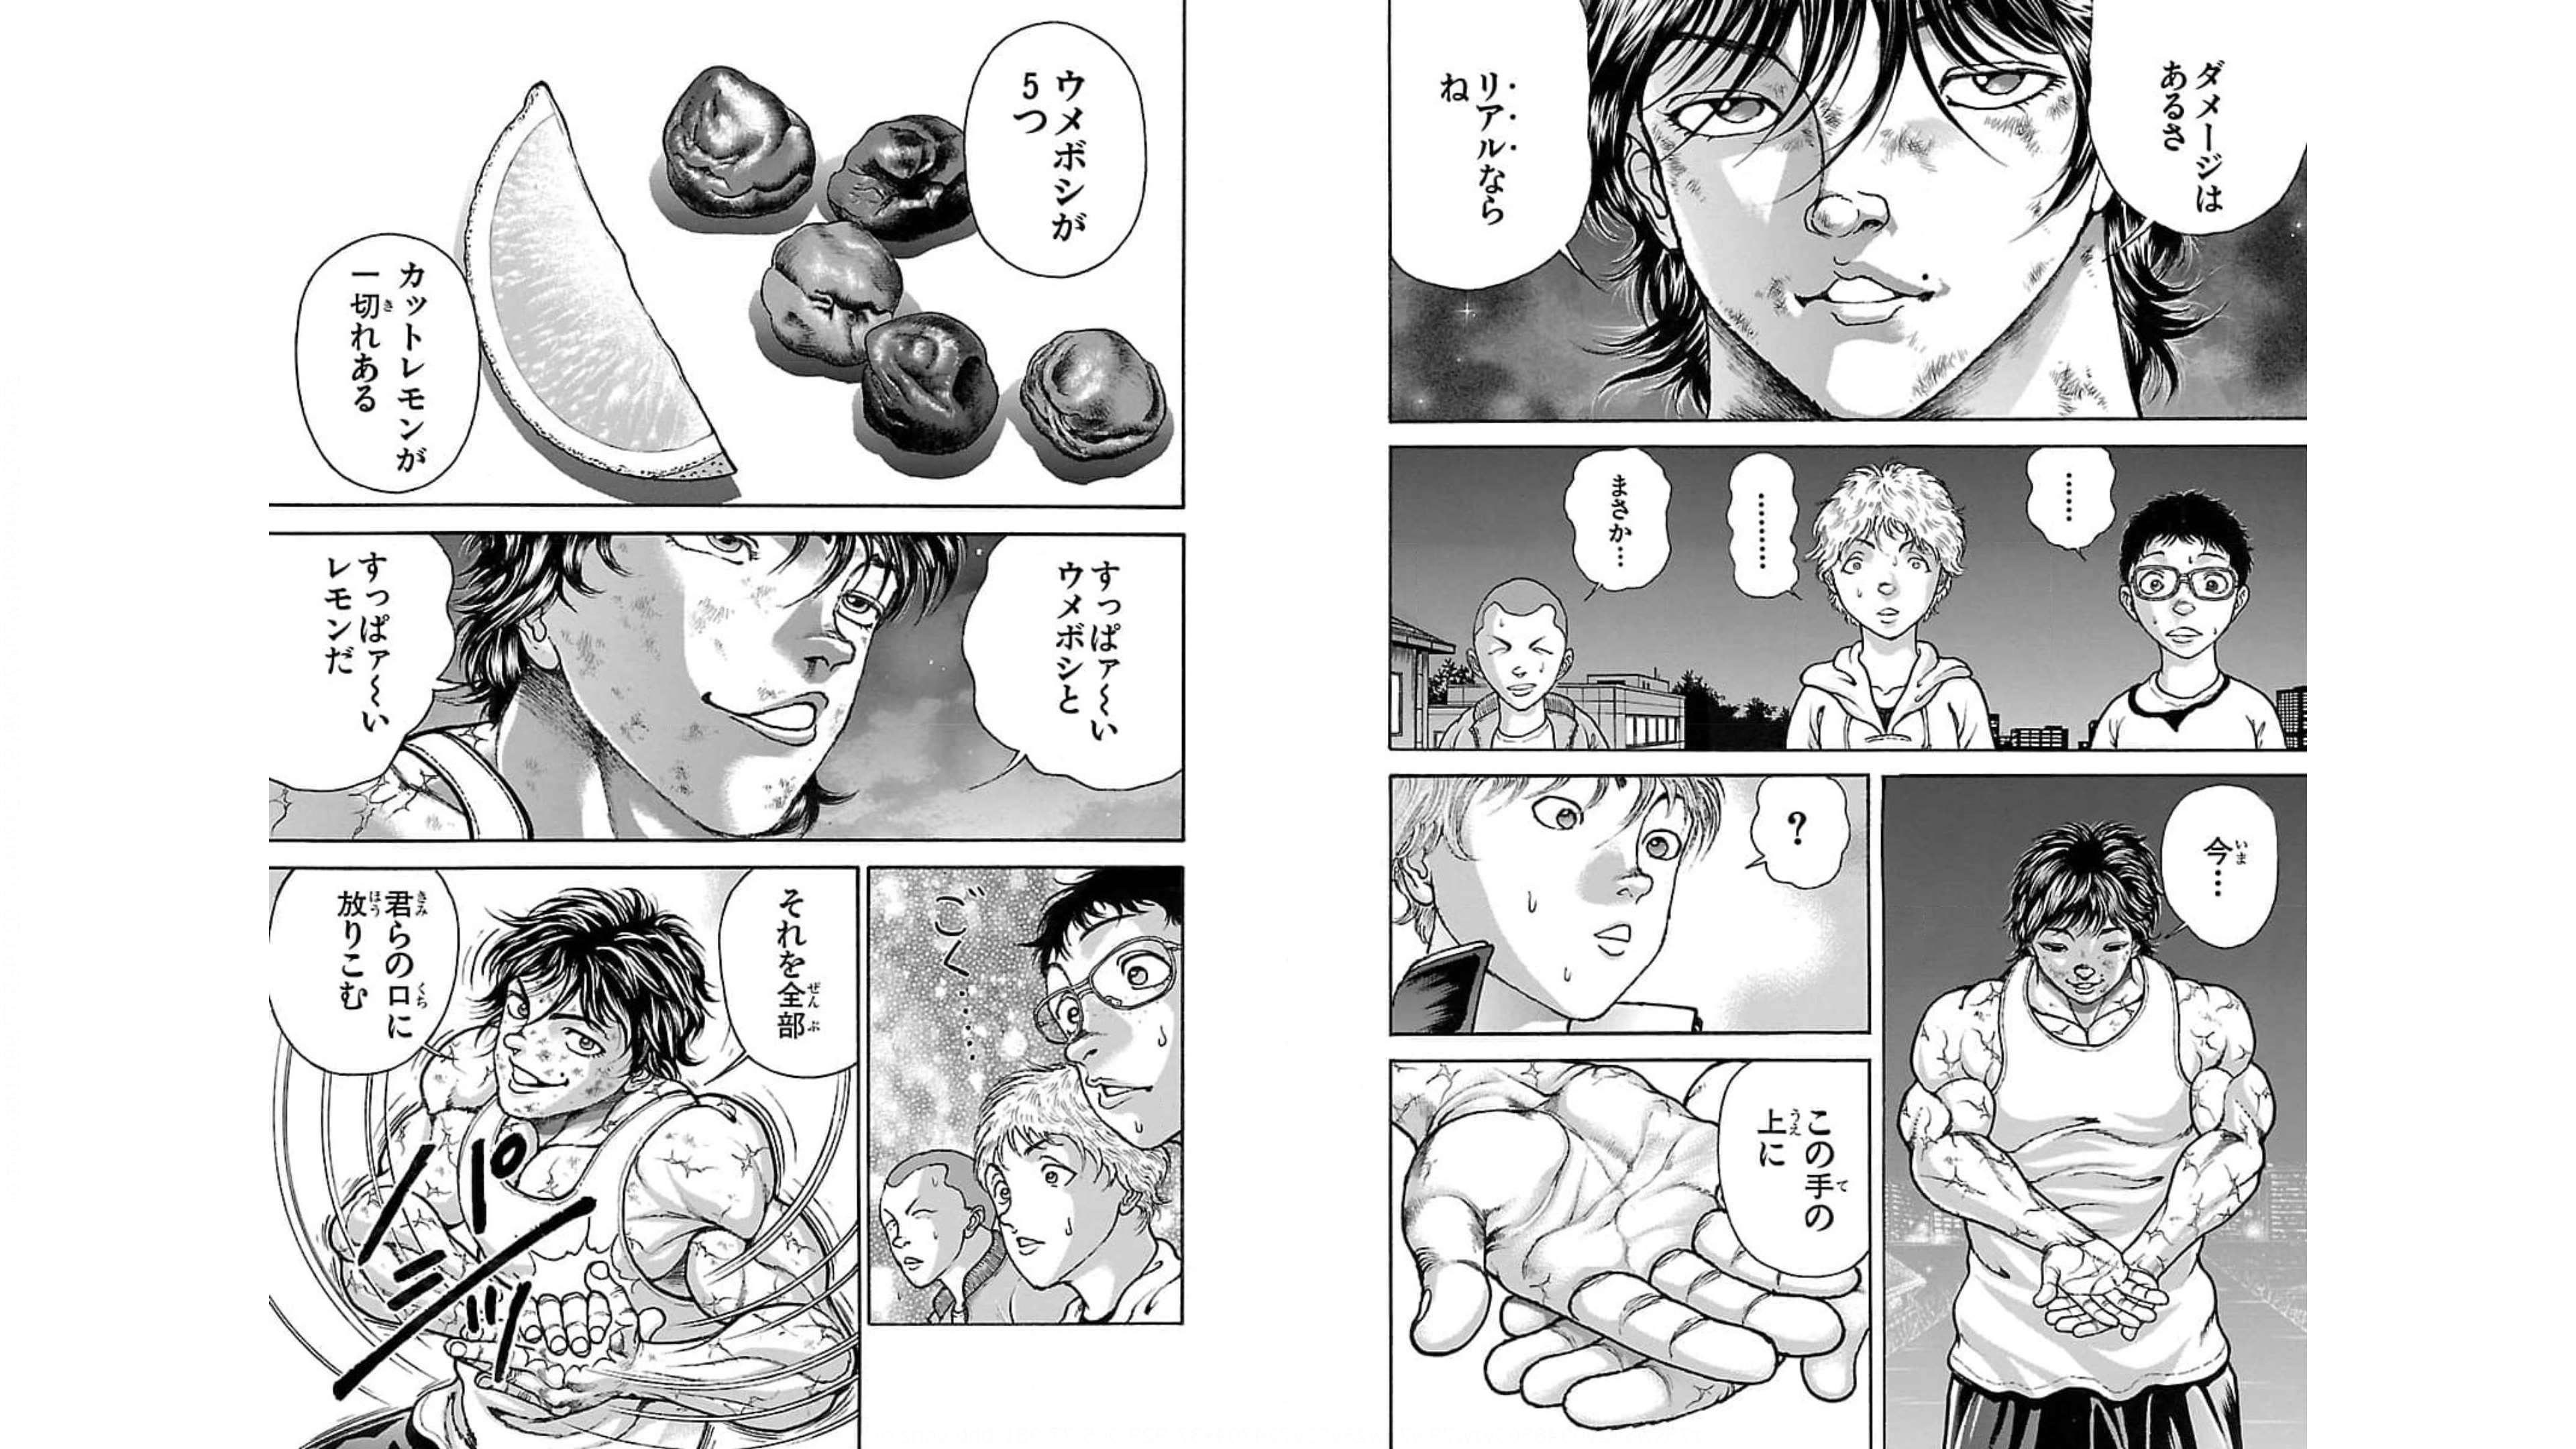 ダメージは
あるさ
リアルなら
ね
……
………
まさか…
今…
?
この手の
上に
ウメボシが
5つ
カットレモンが
一切れある
すっぱァ〜い
ウメボシと
すっぱァ〜い
レモンだ
ごく……
それを全部
君らの口に
放りこむ
パシッ